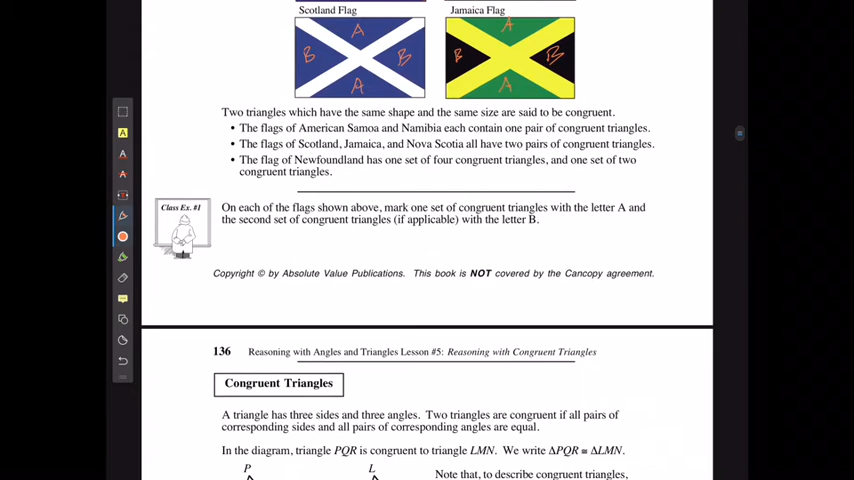 Scotland Flag
Jamaica Flag
A
B
B
A
A
B
B
A
Two triangles which have the same shape and the same size are said to be congruent.
• The flags of American Samoa and Namibia each contain one pair of congruent triangles.
• The flags of Scotland, Jamaica, and Nova Scotia all have two pairs of congruent triangles.
• The flag of Newfoundland has one set of four congruent triangles, and one set of two
congruent triangles.
Class Ex. #1
On each of the flags shown above, mark one set of congruent triangles with the letter A and
the second set of congruent triangles (if applicable) with the letter B.
Copyright © by Absolute Value Publications. This book is NOT covered by the Cancopy agreement.
136 Reasoning with Angles and Triangles Lesson #5: Reasoning with Congruent Triangles
Congruent Triangles
A triangle has three sides and three angles. Two triangles are congruent if all pairs of
corresponding sides and all pairs of corresponding angles are equal.
In the diagram, triangle PQR is congruent to triangle LMN. We write ΔPQR ≅ ΔLMN.
P
L
Note that, to describe congruent triangles,